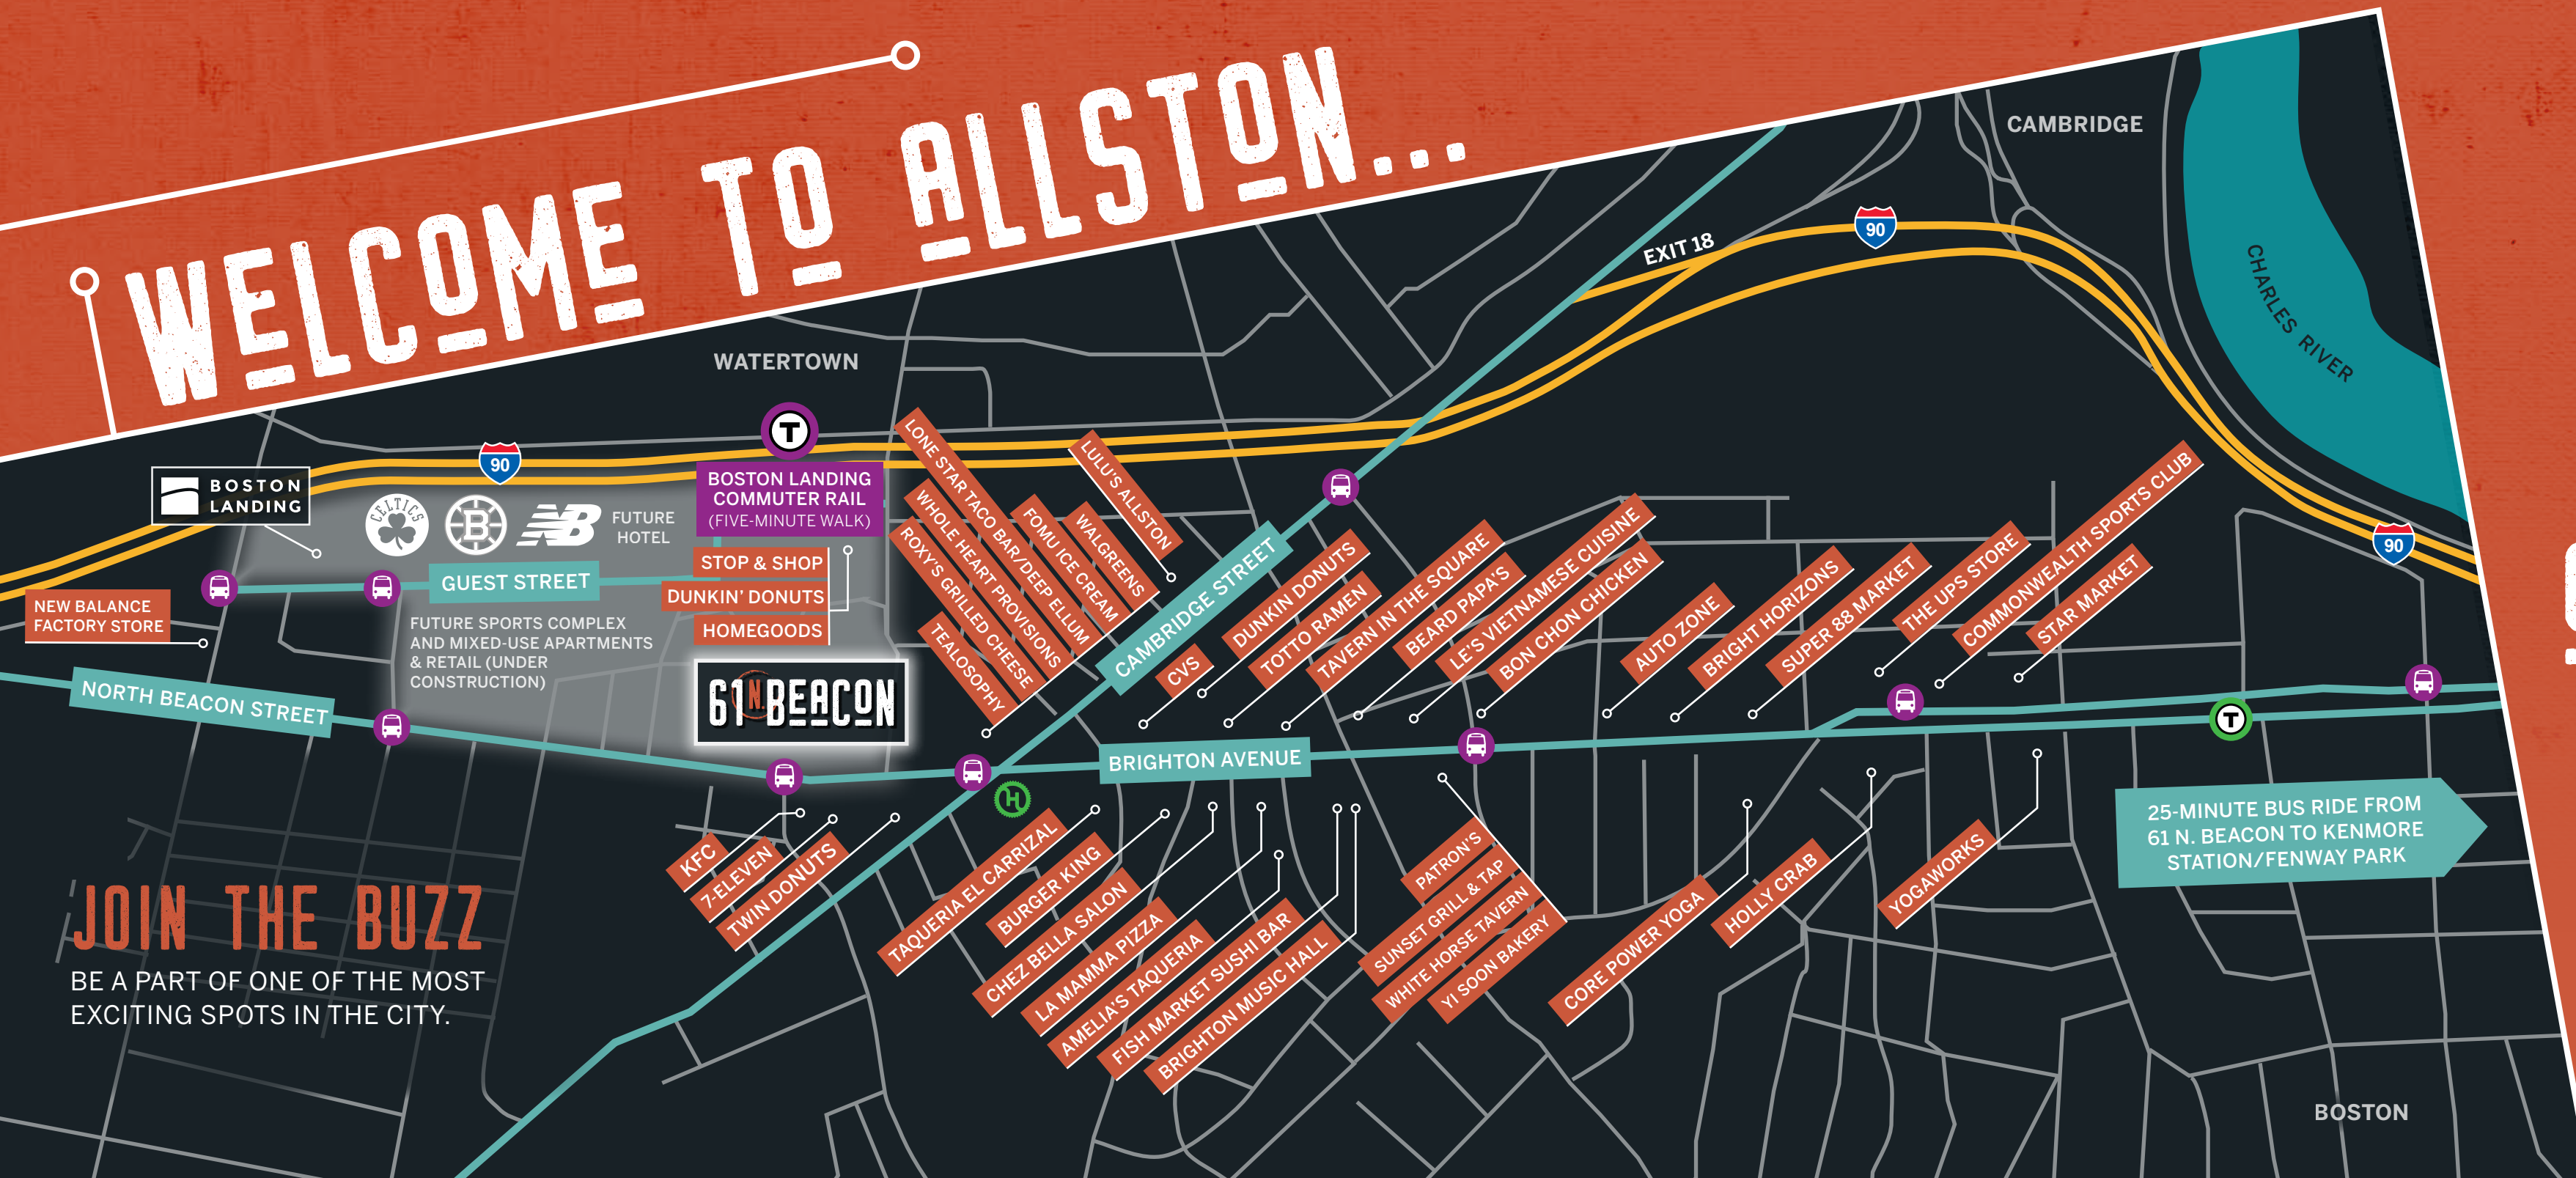 WELCOME TO ALLSTON...
CAMBRIDGE
CHARLES RIVER
EXIT 18
90
WATERTOWN
T
90
BOSTON
LANDING
CELTICS
B
NB
FUTURE
HOTEL
BOSTON LANDING
COMMUTER RAIL
(FIVE-MINUTE WALK)
STOP & SHOP
DUNKIN' DONUTS
HOMEGOODS
GUEST STREET
NEW BALANCE
FACTORY STORE
FUTURE SPORTS COMPLEX
AND MIXED-USE APARTMENTS
& RETAIL (UNDER
CONSTRUCTION)
NORTH BEACON STREET
61 N. BEACON
LONE STAR TACO BAR/DEEP ELLUM
WHOLE HEART PROVISIONS
ROXY'S GRILLED CHEESE
TEALOSOPHY
FOMU ICE CREAM
WALGREENS
LULU'S ALLSTON
CAMBRIDGE STREET
CVS
DUNKIN DONUTS
TOTTO RAMEN
TAVERN IN THE SQUARE
BEARD PAPA'S
LE'S VIETNAMESE CUISINE
BON CHON CHICKEN
AUTO ZONE
BRIGHT HORIZONS
SUPER 88 MARKET
THE UPS STORE
COMMONWEALTH SPORTS CLUB
STAR MARKET
90
BRIGHTON AVENUE
T
H
KFC
7-ELEVEN
TWIN DONUTS
TAQUERIA EL CARRIZAL
BURGER KING
CHEZ BELLA SALON
LA MAMMA PIZZA
AMELIA'S TAQUERIA
FISH MARKET SUSHI BAR
BRIGHTON MUSIC HALL
PATRON'S
SUNSET GRILL & TAP
WHITE HORSE TAVERN
YI SOON BAKERY
CORE POWER YOGA
HOLLY CRAB
YOGAWORKS
25-MINUTE BUS RIDE FROM
61 N. BEACON TO KENMORE
STATION/FENWAY PARK
JOIN THE BUZZ
BE A PART OF ONE OF THE MOST
EXCITING SPOTS IN THE CITY.
BOSTON